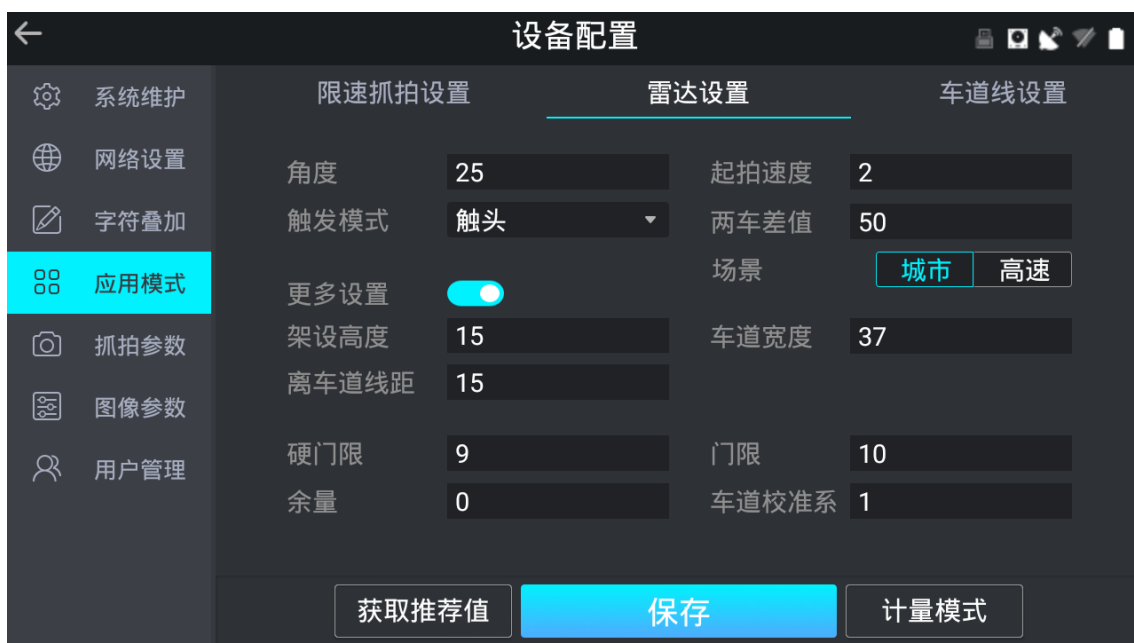 设备配置
系统维护
网络设置
字符叠加
应用模式
抓拍参数
图像参数
用户管理
限速抓拍设置 雷达设置 车道线设置
角度 25 起拍速度 2
触发模式 触头 两车差值 50
场景 城市 高速
更多设置
架设高度 15 车道宽度 37
离车道线距 15
硬门限 9 门限 10
余量 0 车道校准系 1
获取推荐值 保存 计量模式